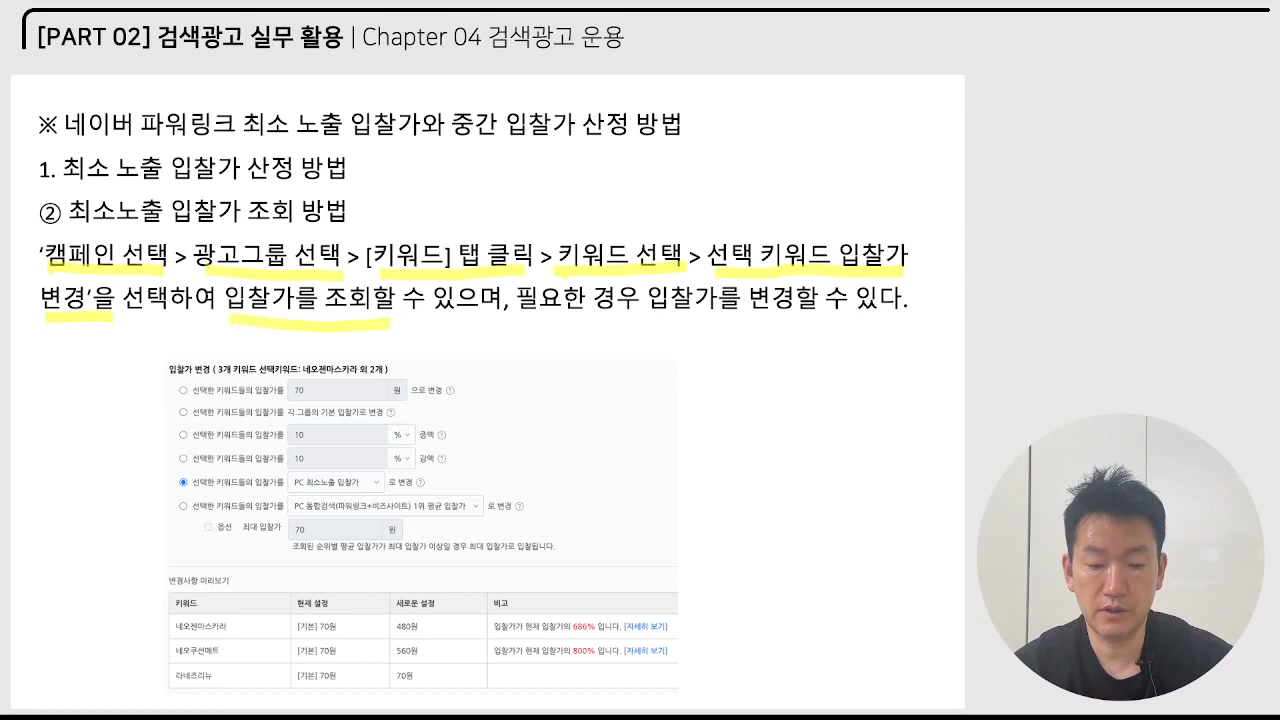 [PART 02] 검색광고 실무 활용 | Chapter 04 검색광고 운용
※ 네이버 파워링크 최소 노출 입찰가와 중간 입찰가 산정 방법
1. 최소 노출 입찰가 산정 방법
② 최소노출 입찰가 조회 방법
‘캠페인 선택 > 광고그룹 선택 > [키워드] 탭 클릭 > 키워드 선택 > 선택 키워드 입찰가
변경’을 선택하여 입찰가를 조회할 수 있으며, 필요한 경우 입찰가를 변경할 수 있다.
입찰가 변경 ( 3개 키워드 선택키워드: 네오젠마스카라 외 2개 )
선택한 키워드들의 입찰가를 70 원 으로 변경 ?
선택한 키워드들의 입찰가를 각 그룹의 기본 입찰가로 변경 ?
선택한 키워드들의 입찰가를 10 % 증액 ?
선택한 키워드들의 입찰가를 10 % 감액 ?
선택한 키워드들의 입찰가를 PC 최소노출 입찰가 로 변경 ?
선택한 키워드들의 입찰가를 PC 통합검색(파워링크+비즈사이트) 1위 평균 입찰가 로 변경 ?
옵션 최대 입찰가 70 원
조회된 순위별 평균 입찰가가 최대 입찰가 이상일 경우 최대 입찰가로 입찰됩니다.
변경사항 미리보기
키워드 현재 설정 새로운 설정 비고
네오젠마스카라 [기본] 70원 480원 입찰가가 현재 입찰가의 686% 입니다. [자세히 보기]
네오쿠션매트 [기본] 70원 560원 입찰가가 현재 입찰가의 800% 입니다. [자세히 보기]
라네즈리뉴 [기본] 70원 70원